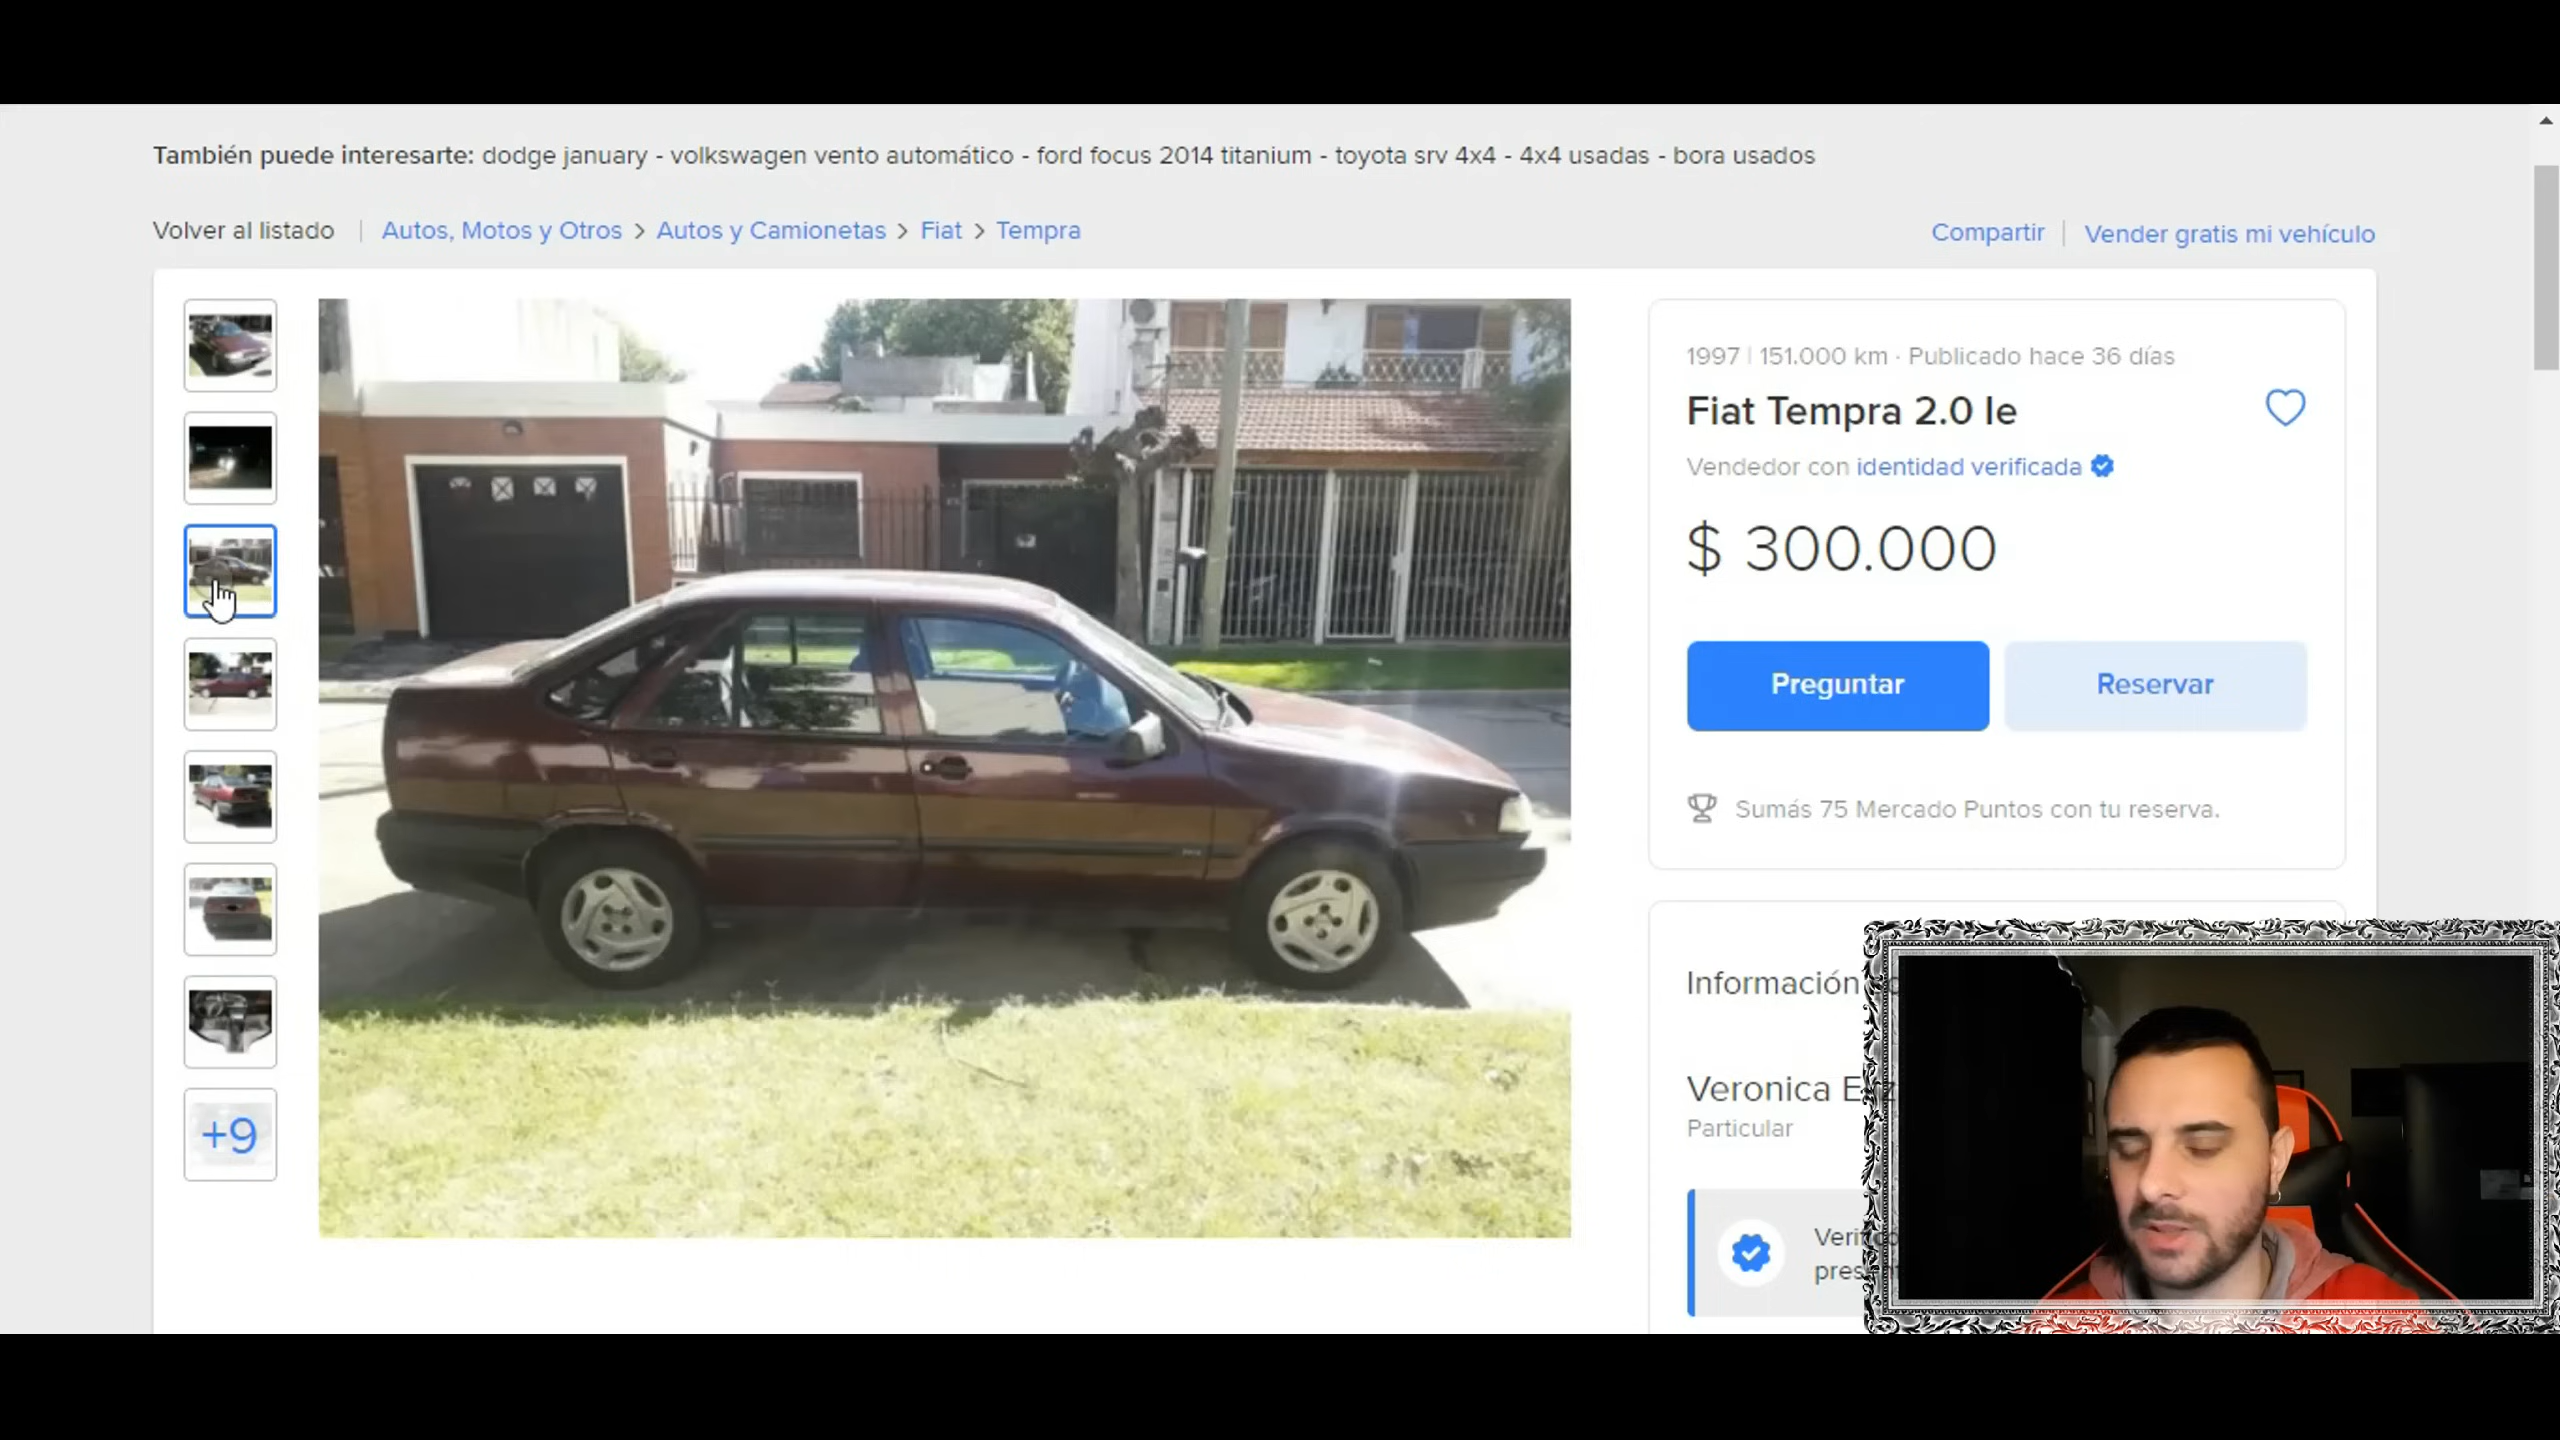 También puede interesarte: dodge january - volkswagen vento automático - ford focus 2014 titanium - toyota srv 4x4 - 4x4 usadas - bora usados
Volver al listado | Autos, Motos y Otros > Autos y Camionetas > Fiat > Tempra
Compartir | Vender gratis mi vehículo
1997 | 151.000 km · Publicado hace 36 días
Fiat Tempra 2.0 Ie
Vendedor con identidad verificada
$ 300.000
Preguntar
Reservar
Sumás 75 Mercado Puntos con tu reserva.
+9
Información
Veronica
Particular